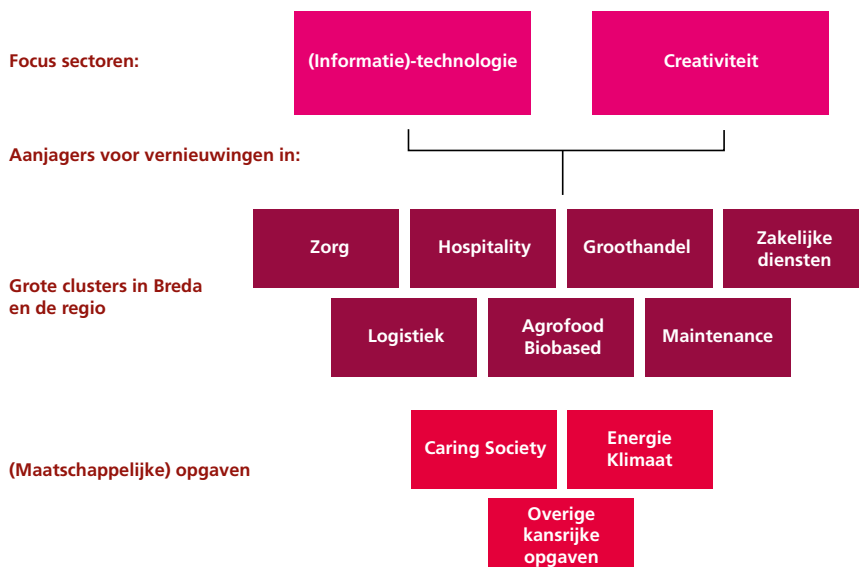 Focus sectoren:
(Informatie)-technologie
Creativiteit
Aanjagers voor vernieuwingen in:
Zorg
Hospitality
Groothandel
Zakelijke
diensten
Grote clusters in Breda
en de regio
Logistiek
Agrofood
Biobased
Maintenance
(Maatschappelijke) opgaven
Caring Society
Energie
Klimaat
Overige
kansrijke
opgaven